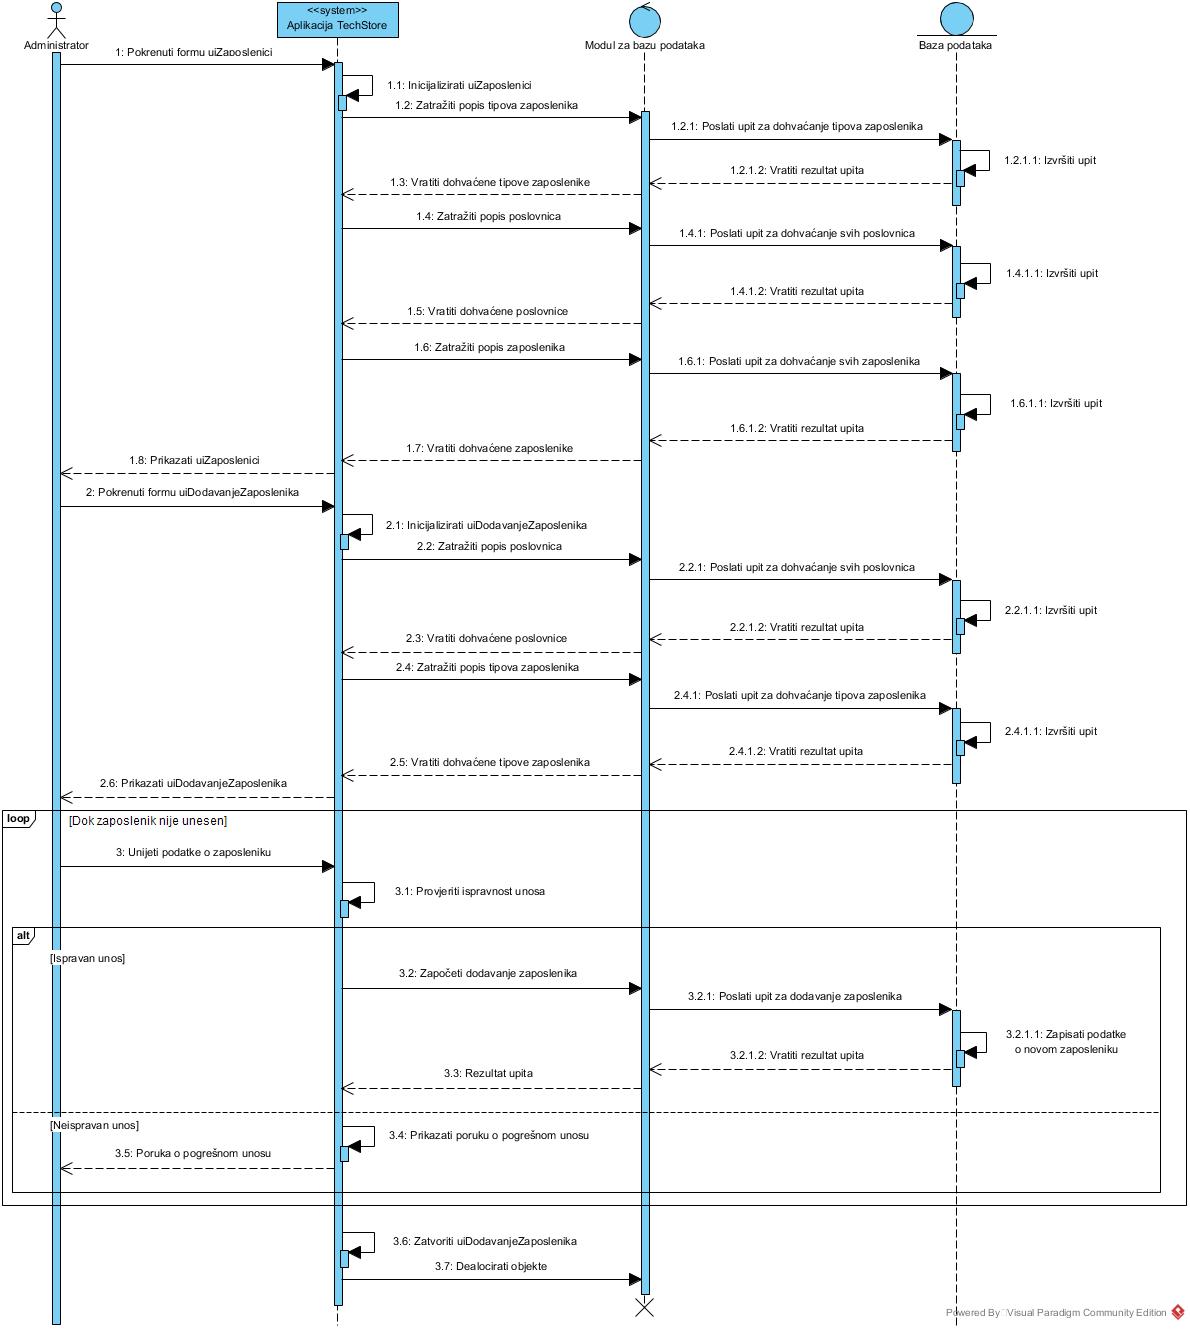 <<system>>
Aplikacija TechStore
Administrator
Modul za bazu podataka
Baza podataka
1: Pokrenuti formu uiZaposlenici
1.1: Inicijalizirati uiZaposlenici
1.2: Zatražiti popis tipova zaposlenika
1.2.1: Poslati upit za dohvaćanje tipova zaposlenika
1.2.1.1: Izvršiti upit
1.2.1.2: Vratiti rezultat upita
1.3: Vratiti dohvaćene tipove zaposlenike
1.4: Zatražiti popis poslovnica
1.4.1: Poslati upit za dohvaćanje svih poslovnica
1.4.1.1: Izvršiti upit
1.4.1.2: Vratiti rezultat upita
1.5: Vratiti dohvaćene poslovnice
1.6: Zatražiti popis zaposlenika
1.6.1: Poslati upit za dohvaćanje svih zaposlenika
1.6.1.1: Izvršiti upit
1.6.1.2: Vratiti rezultat upita
1.7: Vratiti dohvaćene zaposlenike
1.8: Prikazati uiZaposlenici
2: Pokrenuti formu uiDodavanjeZaposlenika
2.1: Inicijalizirati uiDodavanjeZaposlenika
2.2: Zatražiti popis poslovnica
2.2.1: Poslati upit za dohvaćanje svih poslovnica
2.2.1.1: Izvršiti upit
2.2.1.2: Vratiti rezultat upita
2.3: Vratiti dohvaćene poslovnice
2.4: Zatražiti popis tipova zaposlenika
2.4.1: Poslati upit za dohvaćanje tipova zaposlenika
2.4.1.1: Izvršiti upit
2.4.1.2: Vratiti rezultat upita
2.5: Vratiti dohvaćene tipove zaposlenika
2.6: Prikazati uiDodavanjeZaposlenika
loop
[Dok zaposlenik nije unesen]
3: Unijeti podatke o zaposleniku
3.1: Provjeriti ispravnost unosa
alt
[Ispravan unos]
3.2: Započeti dodavanje zaposlenika
3.2.1: Poslati upit za dodavanje zaposlenika
3.2.1.1: Zapisati podatke
o novom zaposleniku
3.2.1.2: Vratiti rezultat upita
3.3: Rezultat upita
[Neispravan unos]
3.4: Prikazati poruku o pogrešnom unosu
3.5: Poruka o pogrešnom unosu
3.6: Zatvoriti uiDodavanjeZaposlenika
3.7: Dealocirati objekte
Powered By Visual Paradigm Community Edition